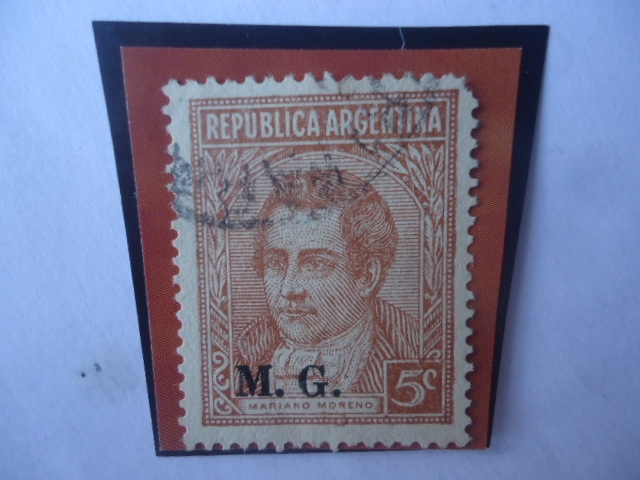 REPUBLICA ARGENTINA
M. G.
MARIANO MORENO
5c